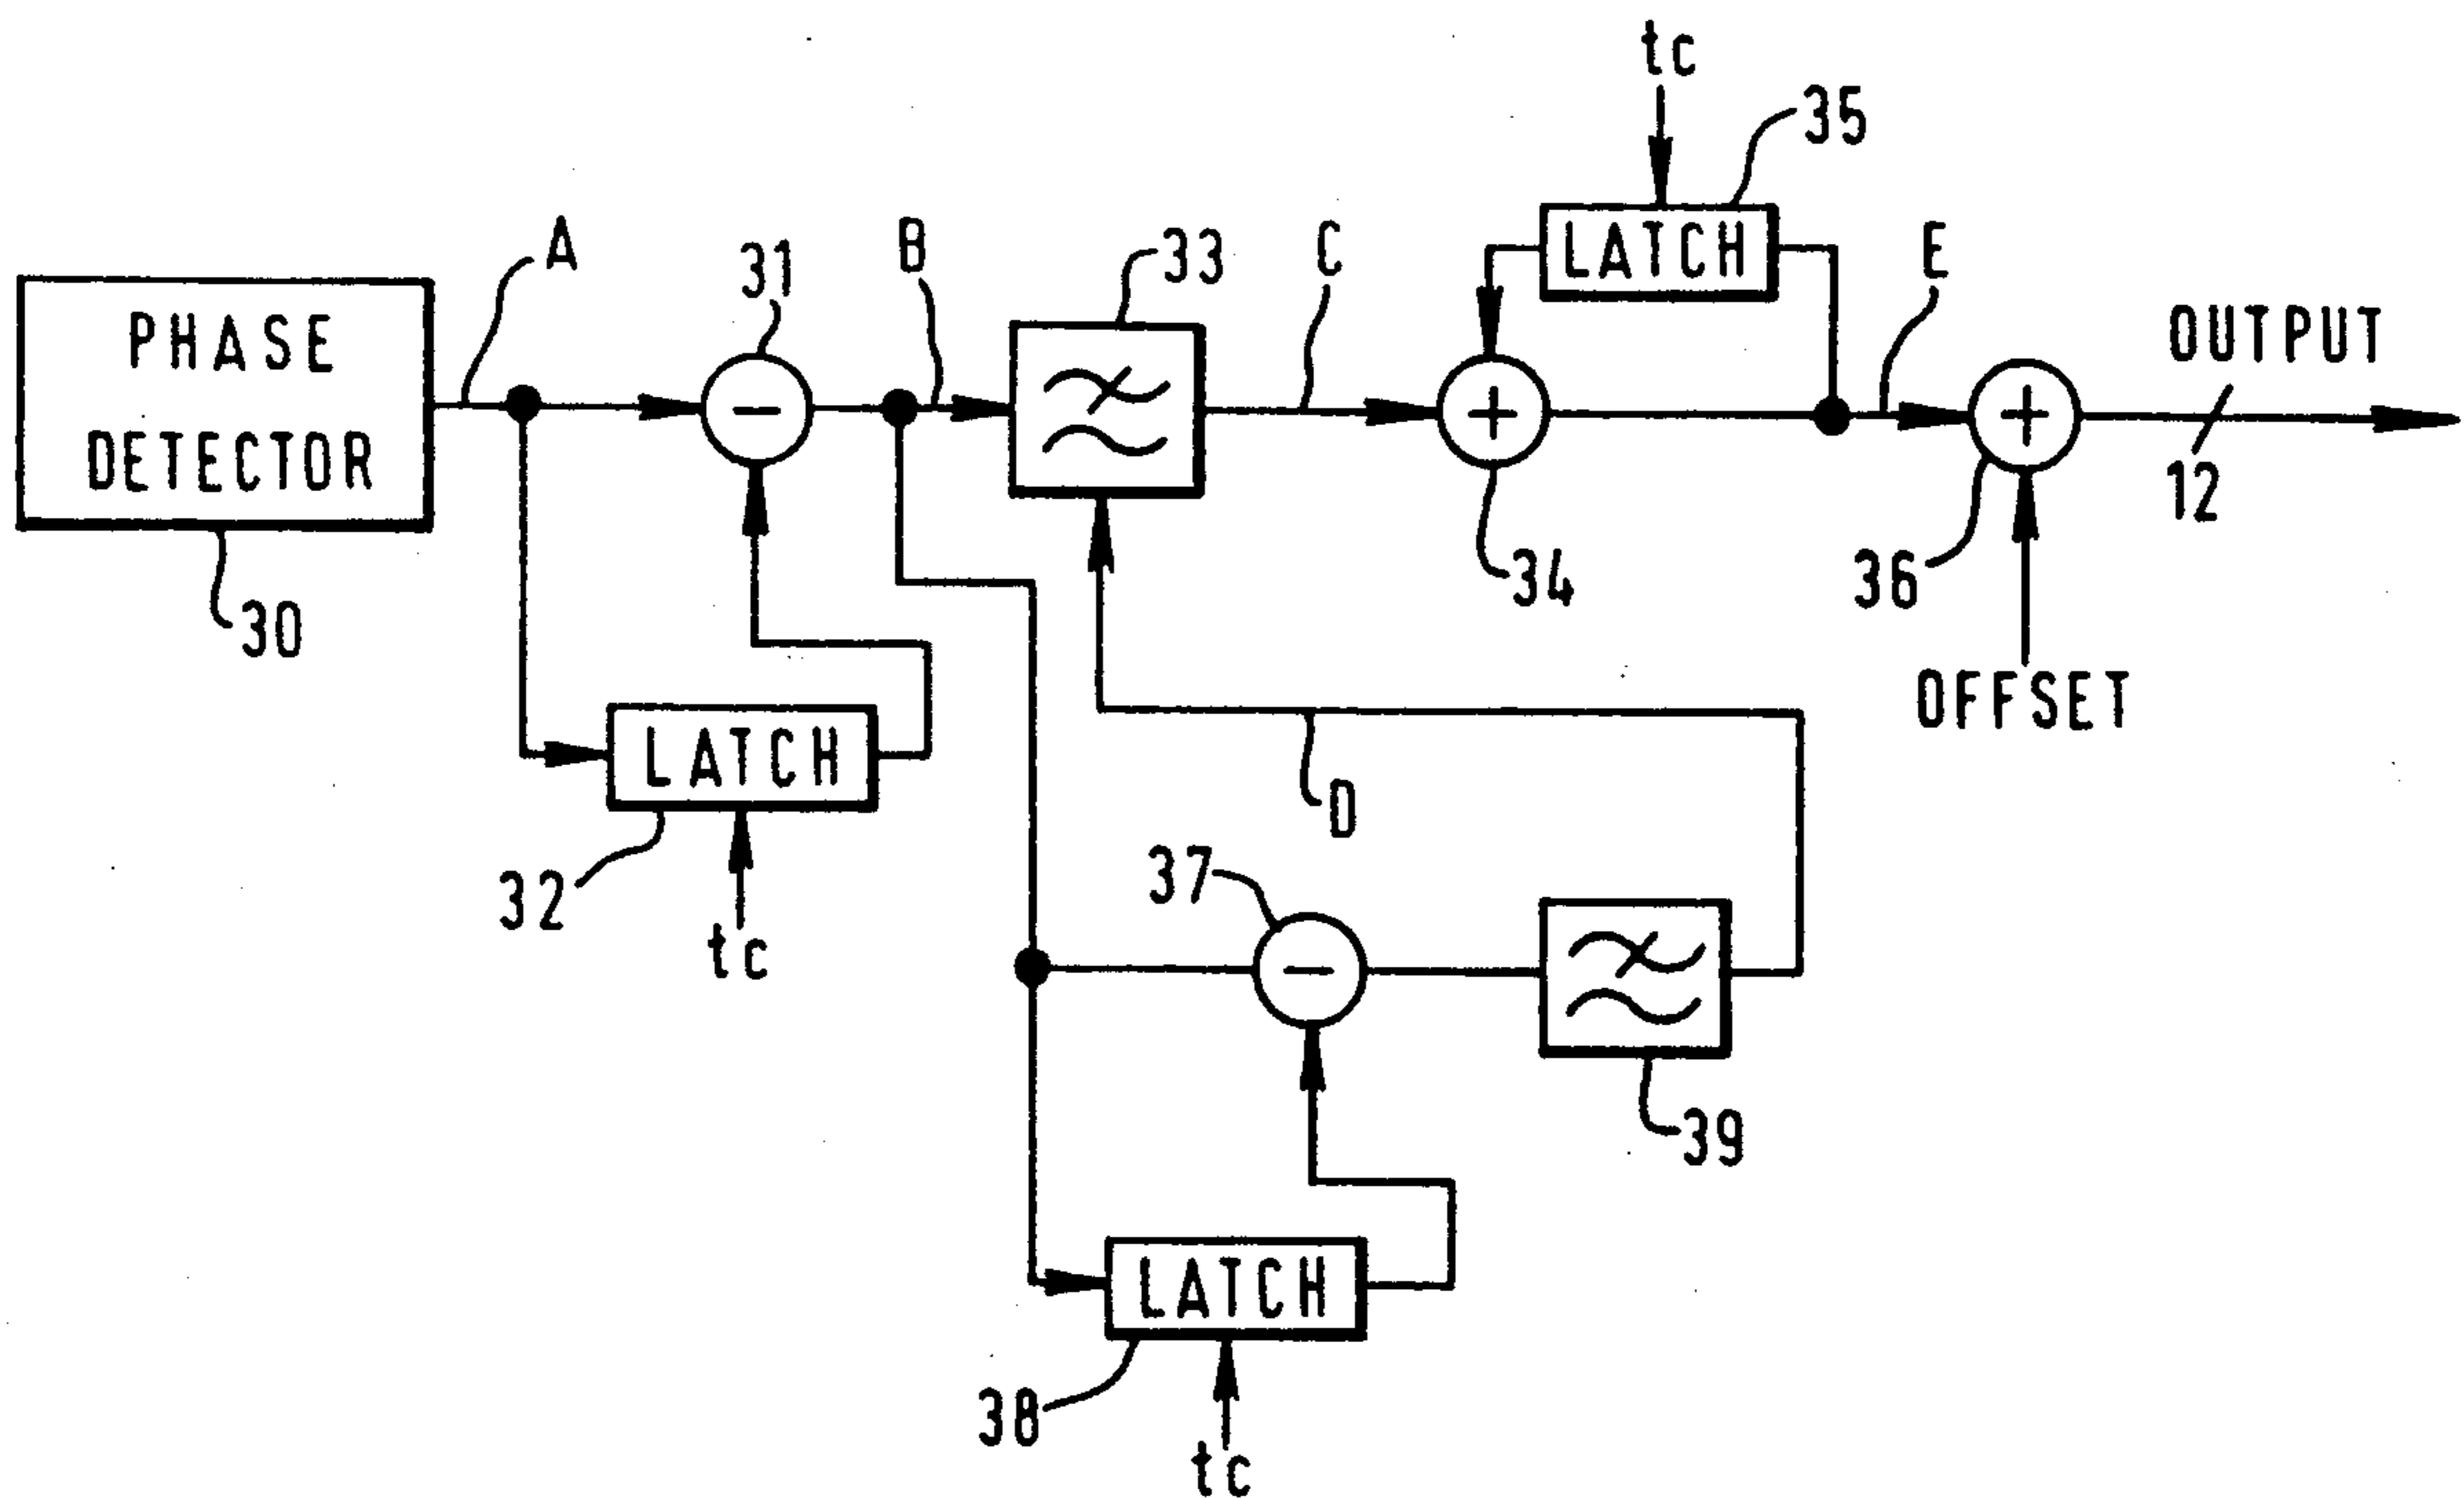 tc
35
A
31
B
33
C
LATCH
E
PHASE
DETECTOR
OUTPUT
12
30
34
36
OFFSET
LATCH
D
32
tc
37
39
LATCH
38
tc